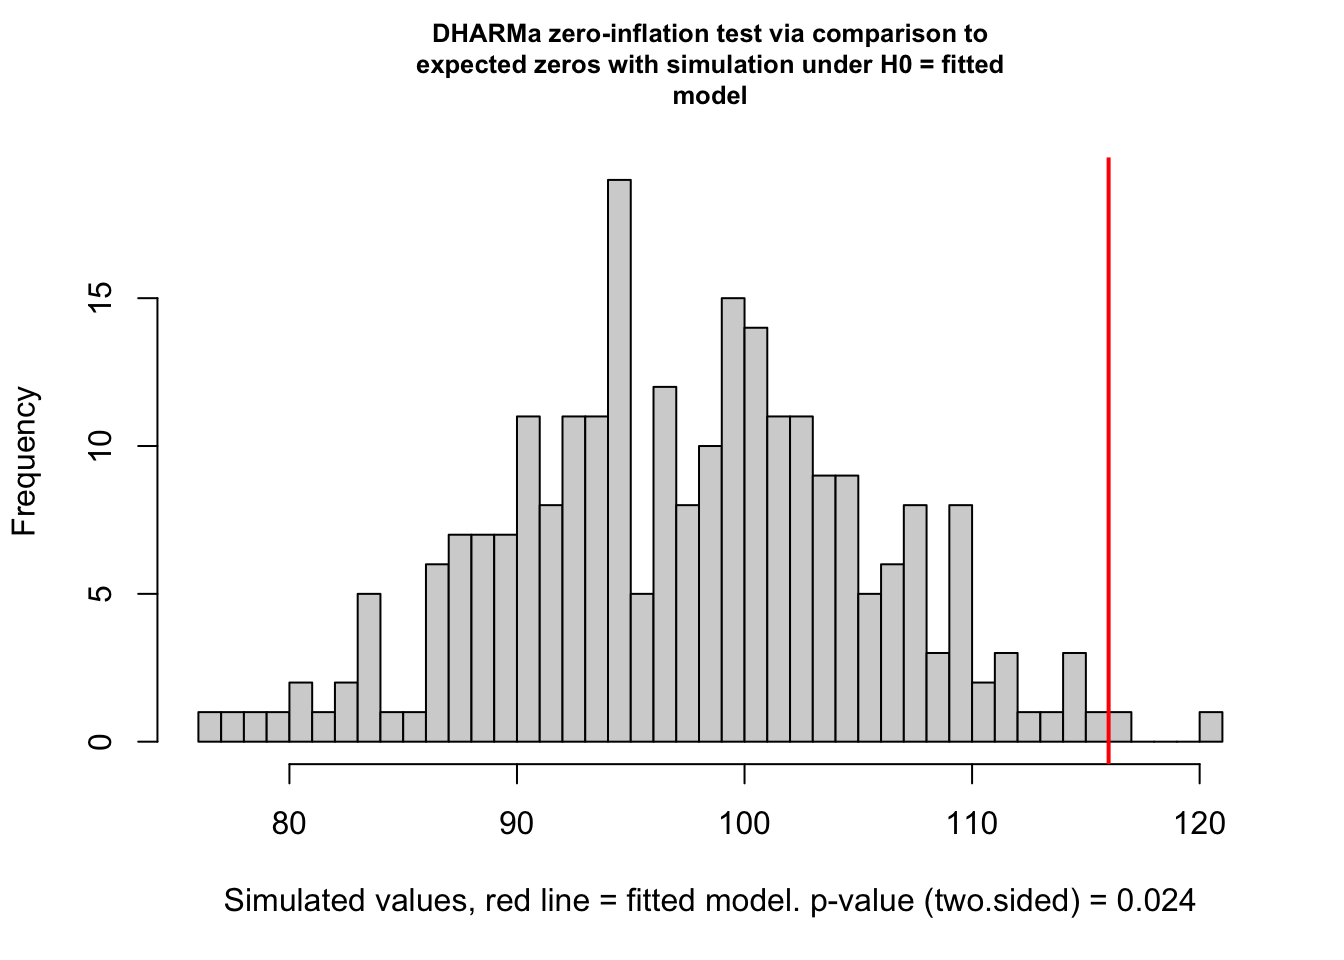 DHARMa zero-inflation test via comparison to
expected zeros with simulation under H0 = fitted
model
Frequency
15
10
5
0
80 90 100 110 120
Simulated values, red line = fitted model. p-value (two.sided) = 0.024